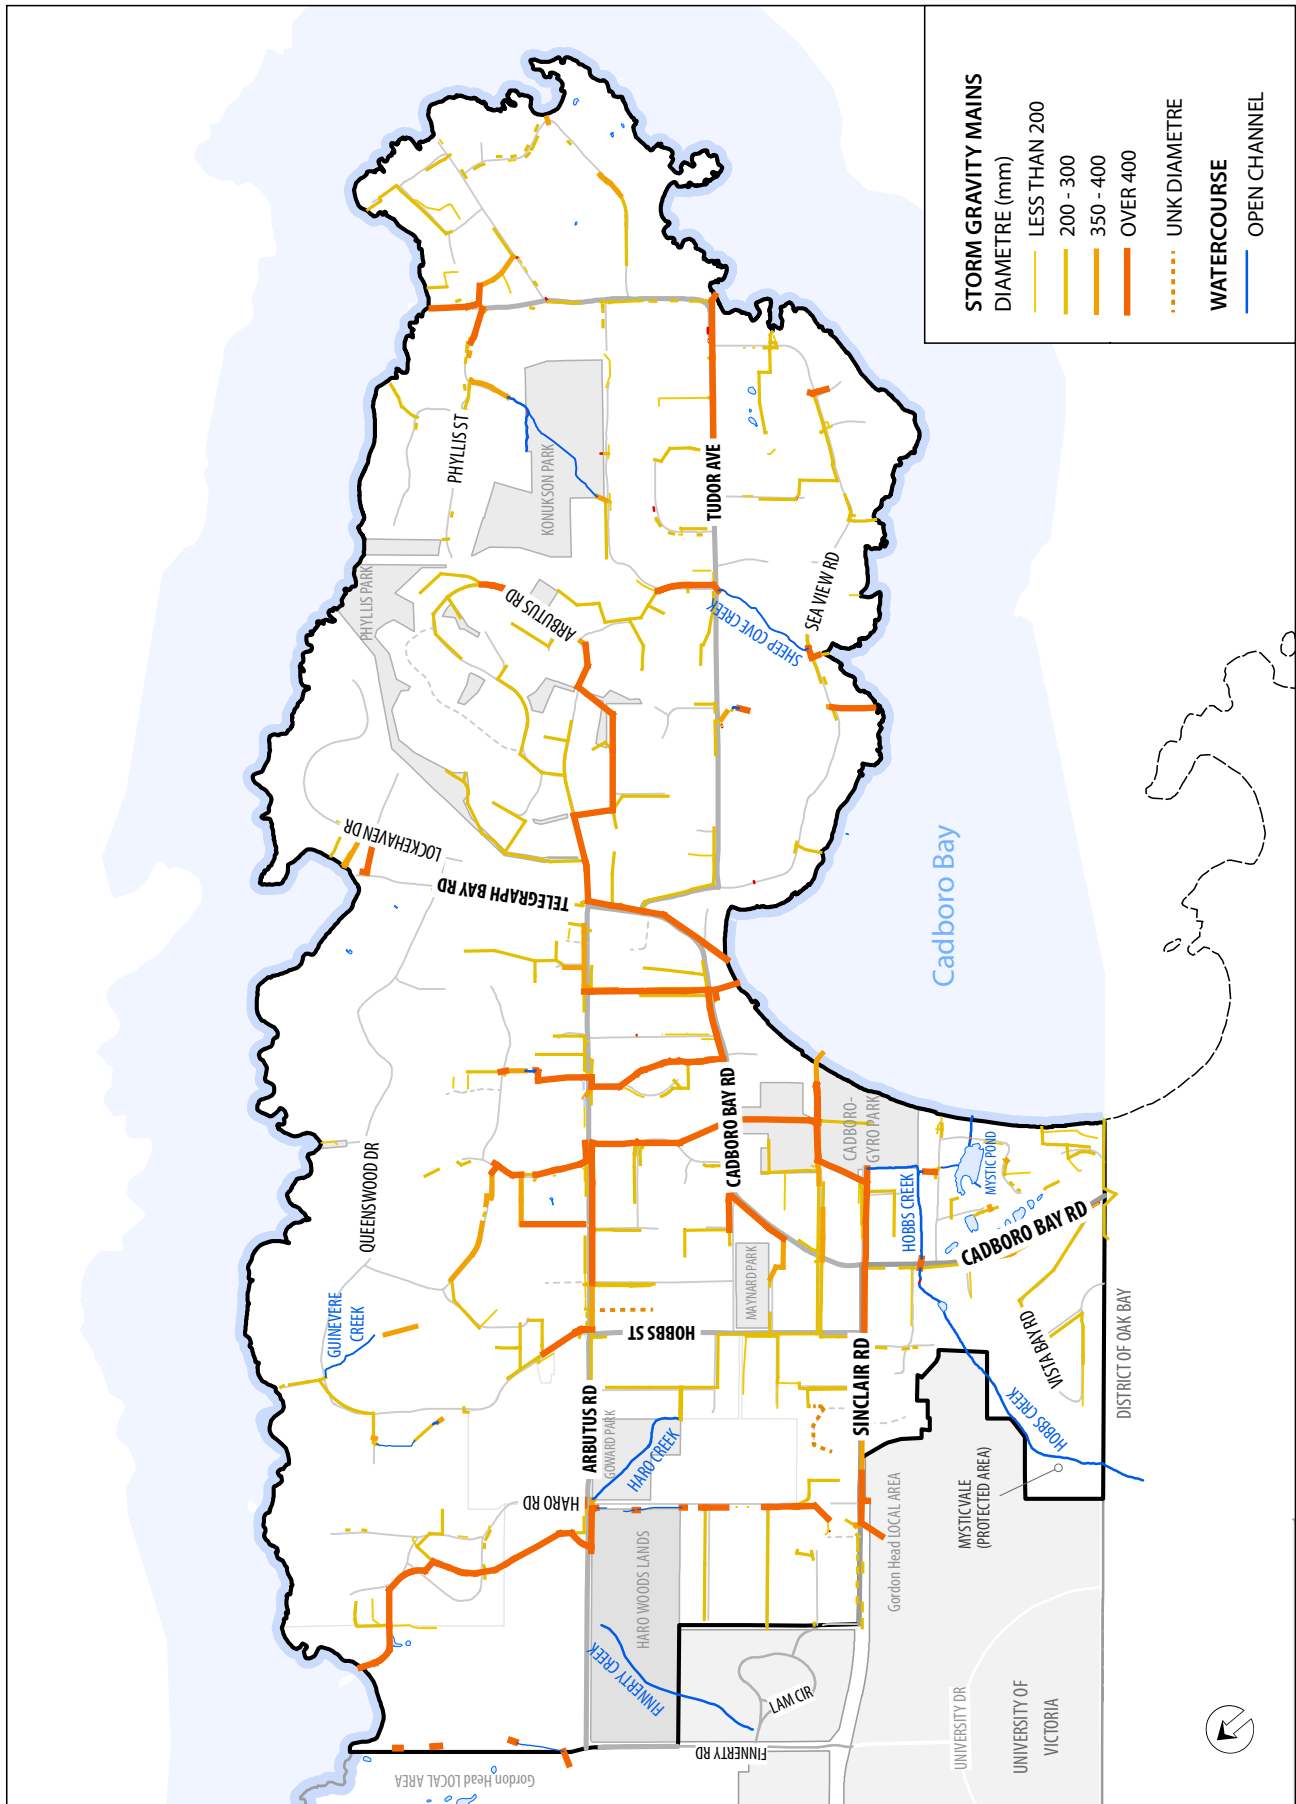 STORM GRAVITY MAINS
DIAMETRE (mm)
LESS THAN 200
200 - 300
350 - 400
OVER 400
UNK DIAMETRE
WATERCOURSE
OPEN CHANNEL
PHYLLIS ST
KONUKSON PARK
TUDOR AVE
PHYLLIS PARK
ARBUTUS RD
SHEEP COVE CREEK
SEA VIEW RD
LOCKEHAVEN DR
TELEGRAPH BAY RD
Cadboro Bay
QUEENSWOOD DR
CADBORO BAY RD
CADBORO-
GYRO PARK
MYSTIC POND
HOBBS CREEK
CADBORO BAY RD
MAYNARD PARK
GUINEVERE
CREEK
HOBBS ST
VISTA BAY RD
DISTRICT OF OAK BAY
SINCLAIR RD
ARBUTUS RD
GOWARD PARK
HARO CREEK
HOBBS CREEK
HARO RD
MYSTIC VALE
(PROTECTED AREA)
Gordon Head LOCAL AREA
HARO WOODS LANDS
FINNERTY CREEK
LAM CIR
UNIVERSITY DR
UNIVERSITY OF
VICTORIA
FINNERTY RD
Gordon Head LOCAL AREA